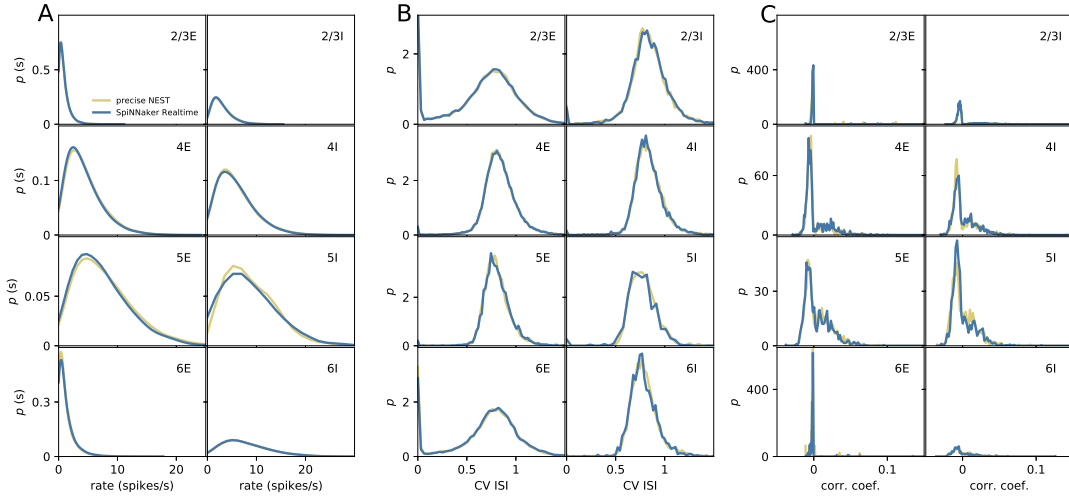 A
B
C
2/3E
2/3I
2/3E
2/3I
2/3E
2/3I
p (s)
0.5
0
precise NEST
SpiNNaker Realtime
2
0
p
400
0
p
4E
4I
4E
4I
4E
4I
p (s)
0.1
0
2
0
p
60
0
p
5E
5I
5E
5I
5E
5I
p (s)
0.05
0
2
0
p
30
0
p
6E
6I
6E
6I
6E
6I
p (s)
0.3
0
2
0
p
400
0
p
0 10 20 0 10 20
0 0.5 1 0 0.5 1
0 0.1 0 0.1
rate (spikes/s) rate (spikes/s)
CV ISI CV ISI
corr. coef. corr. coef.